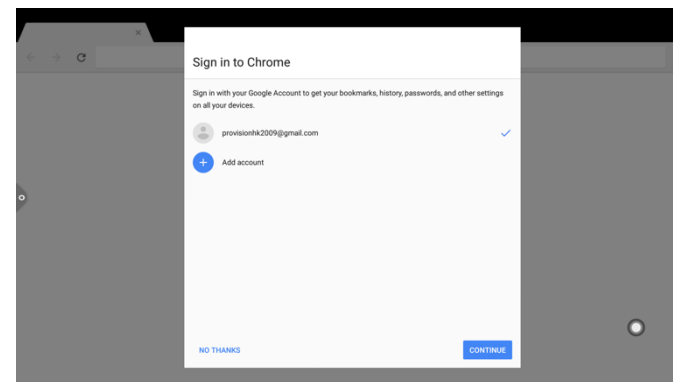 Sign in to Chrome
Sign in with your Google Account to get your bookmarks, history, passwords, and other settings
on all your devices.
provisionhk2009@gmail.com
Add account
NO THANKS
CONTINUE